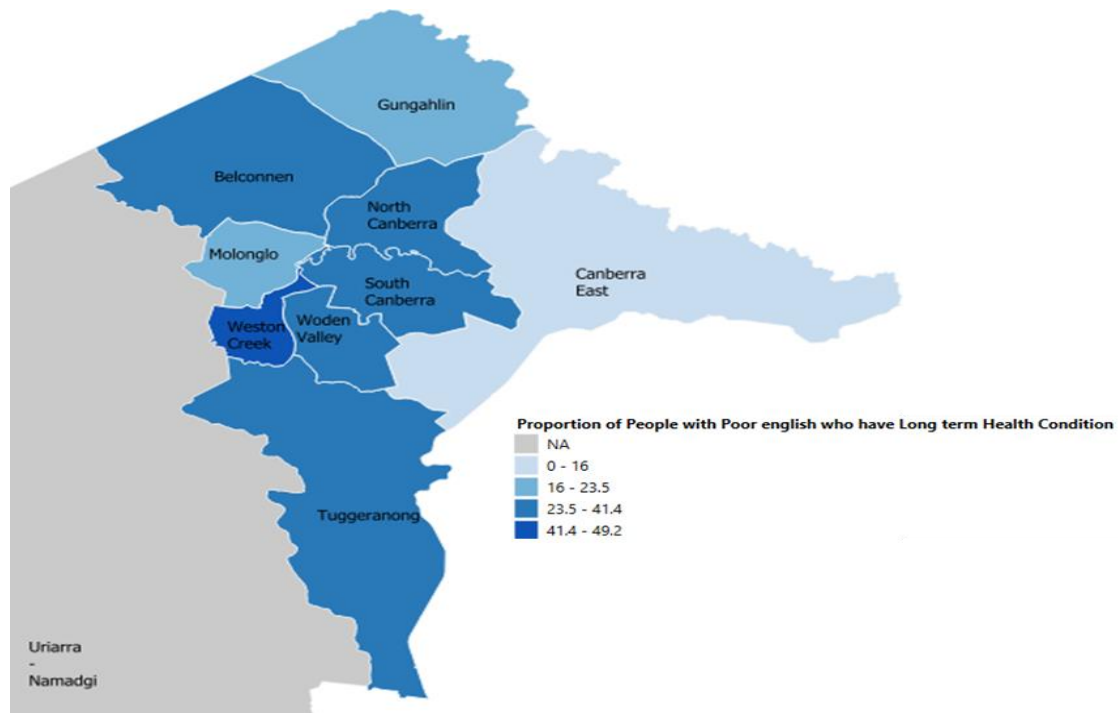 Gungahlin
Belconnen
North
Canberra
Molonglo
Canberra
East
South
Canberra
Weston
Creek
Woden
Valley
Proportion of People with Poor english who have Long term Health Condition
NA
0 - 16
16 - 23.5
23.5 - 41.4
41.4 - 49.2
Tuggeranong
Uriarra
-
Namadgi